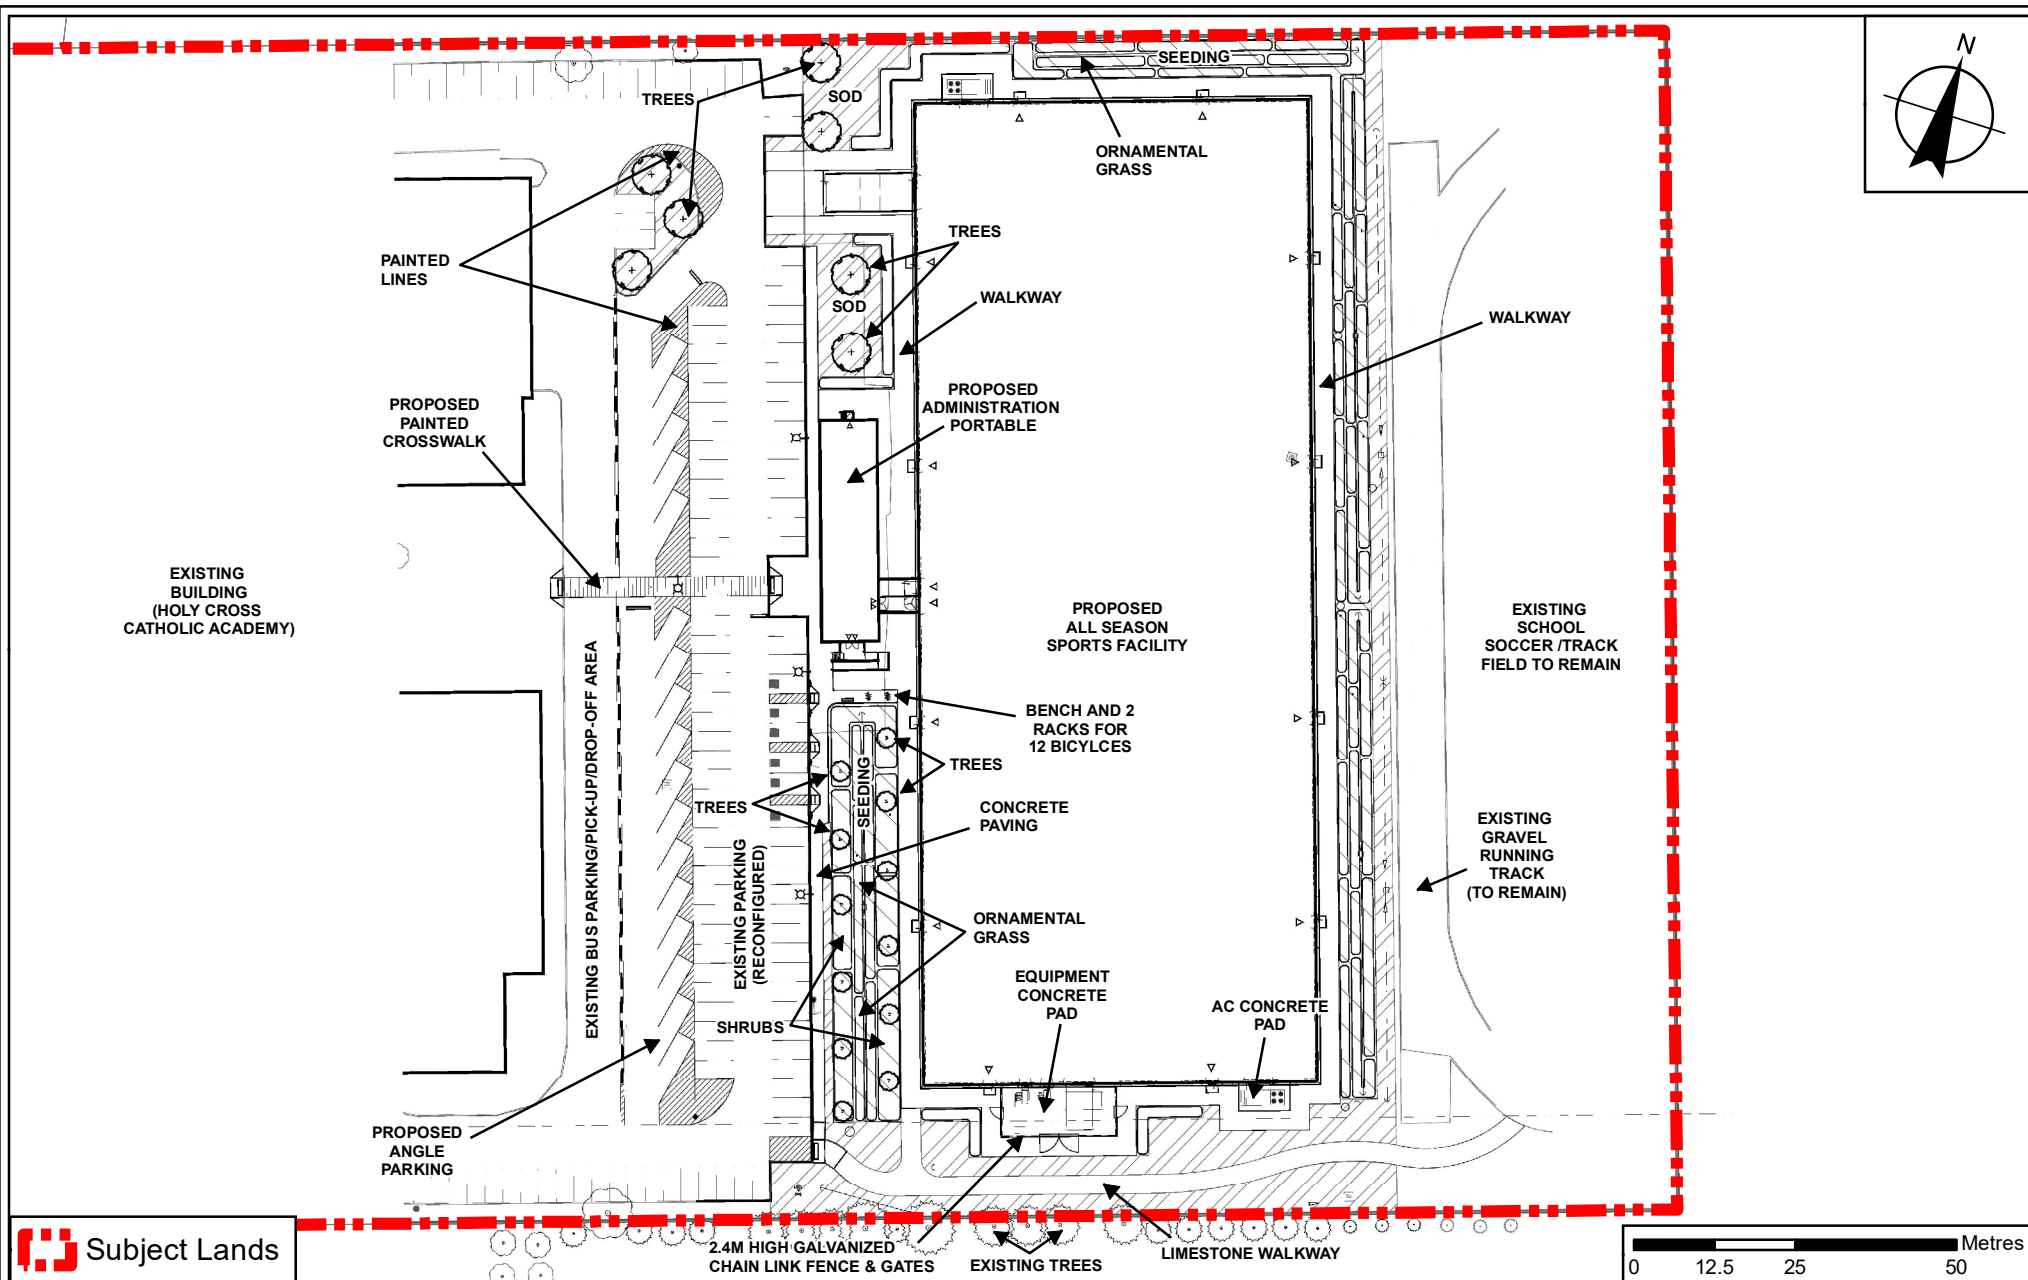 N
SEEDING
TREES
SOD
ORNAMENTAL
GRASS
PAINTED
LINES
TREES
SOD
WALKWAY
WALKWAY
PROPOSED
ADMINISTRATION
PORTABLE
PROPOSED
PAINTED
CROSSWALK
EXISTING
BUILDING
(HOLY CROSS
CATHOLIC ACADEMY)
PROPOSED
ALL SEASON
SPORTS FACILITY
EXISTING
SCHOOL
SOCCER /TRACK
FIELD TO REMAIN
EXISTING BUS PARKING/PICK-UP/DROP-OFF AREA
BENCH AND 2
RACKS FOR
12 BICYLCES
TREES
TREES
SEEDING
CONCRETE
PAVING
EXISTING PARKING
(RECONFIGURED)
EXISTING
GRAVEL
RUNNING
TRACK
(TO REMAIN)
ORNAMENTAL
GRASS
EQUIPMENT
CONCRETE
PAD
AC CONCRETE
PAD
SHRUBS
PROPOSED
ANGLE
PARKING
2.4M HIGH GALVANIZED
CHAIN LINK FENCE & GATES
EXISTING TREES
LIMESTONE WALKWAY
Subject Lands
Metres
0 12.5 25 50